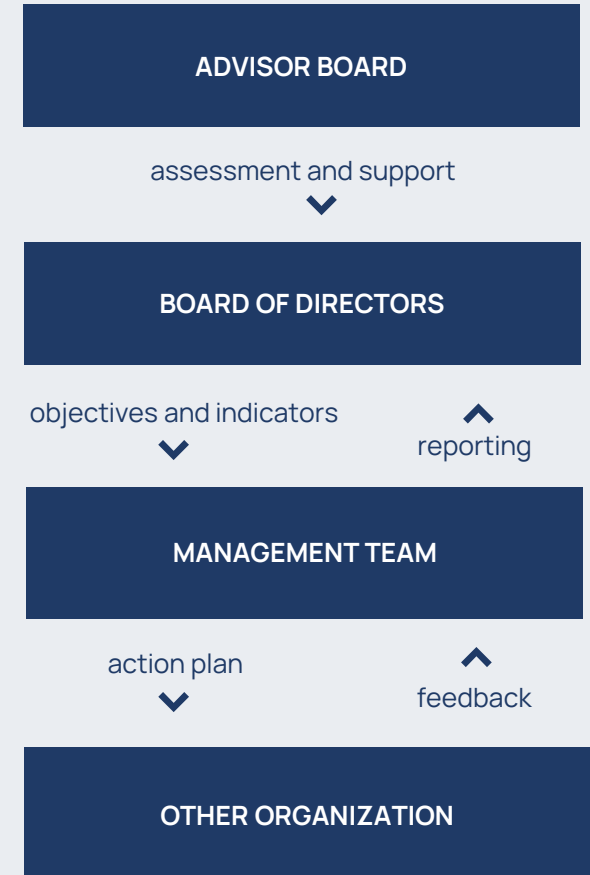 ADVISOR BOARD
assessment and support
BOARD OF DIRECTORS
objectives and indicators
reporting
MANAGEMENT TEAM
action plan
feedback
OTHER ORGANIZATION